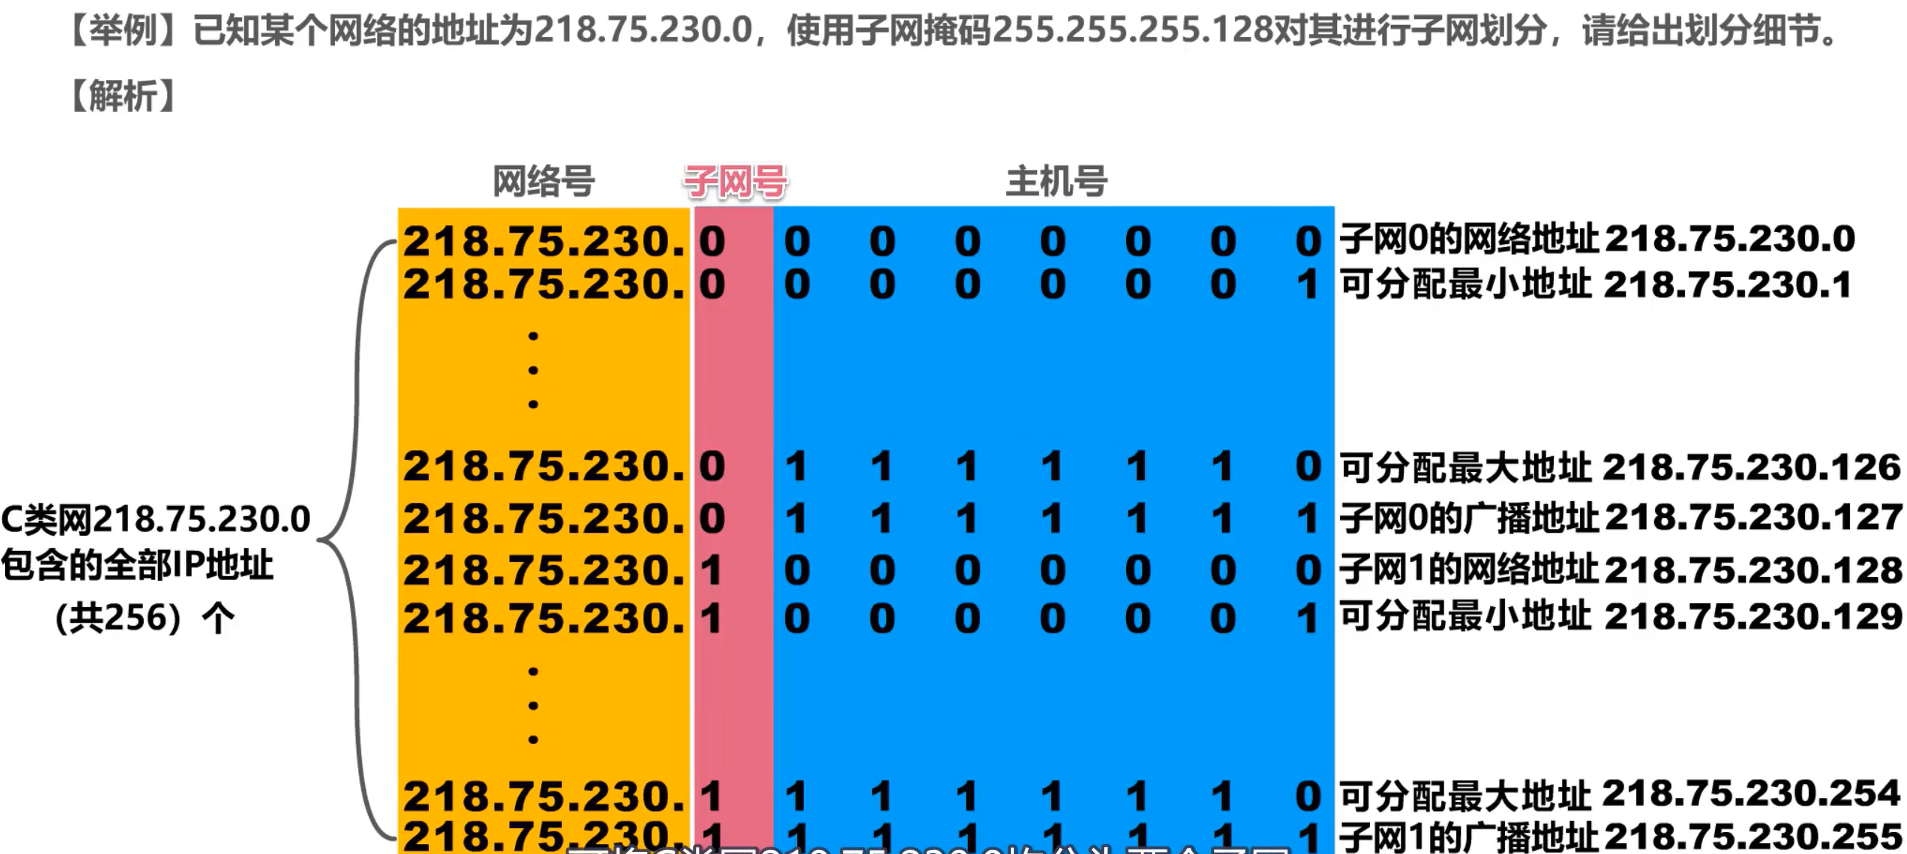 【举例】已知某个网络的地址为218.75.230.0，使用子网掩码255.255.255.128对其进行子网划分，请给出划分细节。
【解析】
网络号 子网号 主机号
218.75.230. 0 0 0 0 0 0 0 0 子网0的网络地址 218.75.230.0
218.75.230. 0 0 0 0 0 0 0 1 可分配最小地址 218.75.230.1
218.75.230. 0 1 1 1 1 1 1 0 可分配最大地址 218.75.230.126
218.75.230. 0 1 1 1 1 1 1 1 子网0的广播地址 218.75.230.127
218.75.230. 1 0 0 0 0 0 0 0 子网1的网络地址 218.75.230.128
218.75.230. 1 0 0 0 0 0 0 1 可分配最小地址 218.75.230.129
218.75.230. 1 1 1 1 1 1 1 0 可分配最大地址 218.75.230.254
218.75.230. 1 1 1 1 1 1 1 1 子网1的广播地址 218.75.230.255
C类网218.75.230.0
包含的全部IP地址
（共256）个